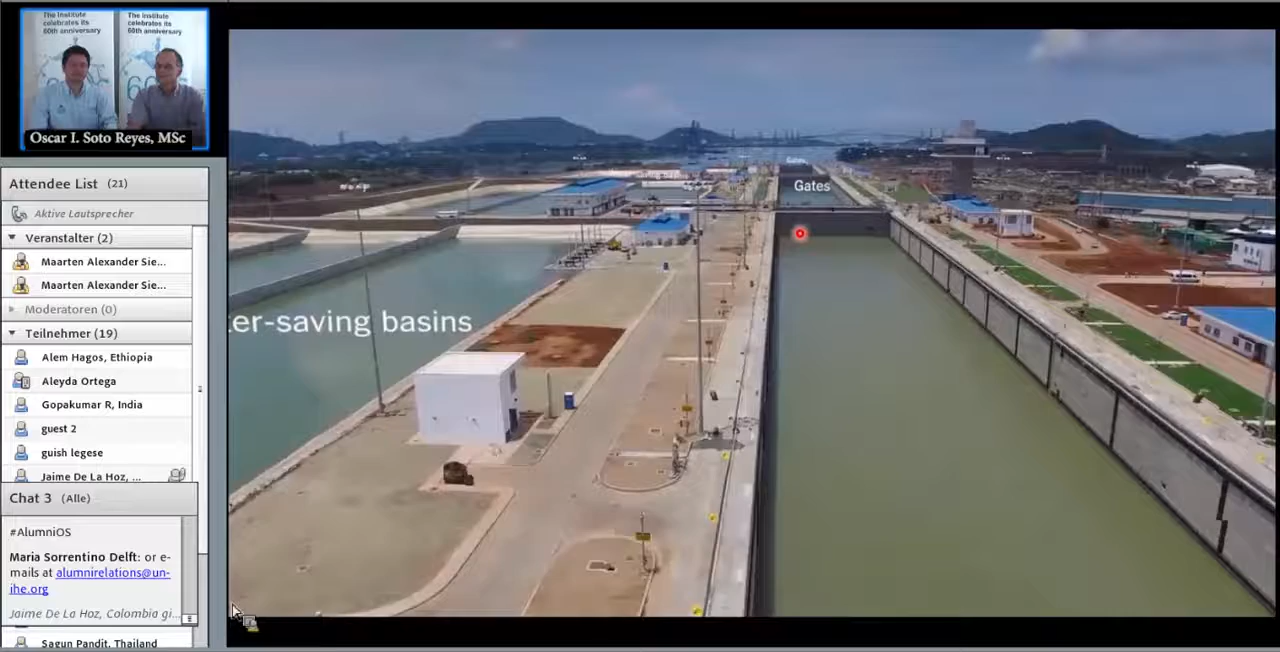 The Institute
celebrates its
60th anniversary
The Institute
celebrates its
60th anniversary
Oscar I. Soto Reyes, MSc
Attendee List (21)
Aktive Lautsprecher
Veranstalter (2)
Maarten Alexander Sie...
Maarten Alexander Sie...
Moderatoren (0)
Teilnehmer (19)
Alem Hagos, Ethiopia
Aleyda Ortega
Gopakumar R, India
guest 2
guish legese
Jaime De La Hoz, ...
Chat 3 (Alle)
#AlumniOS
Maria Sorrentino Delft: or e-
mails at alumnirelations@un-
ihe.org
Jaime De La Hoz, Colombia gi...
Sagun Pandit, Thailand
Gates
Gates
er-saving basins